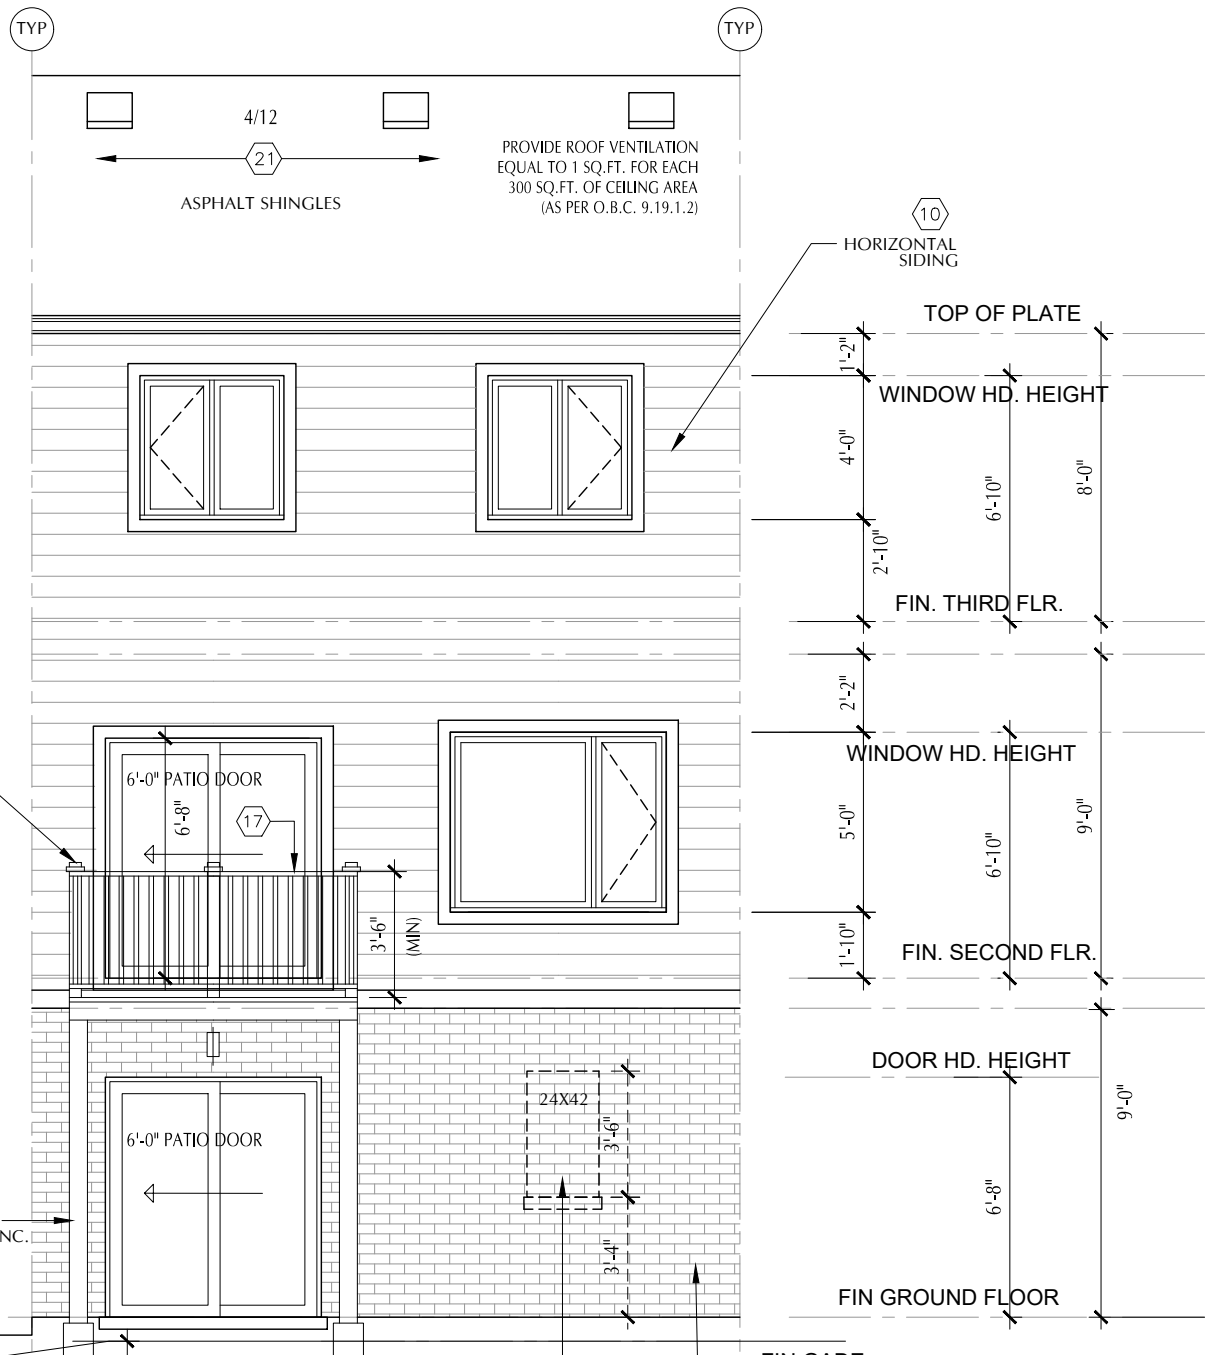 TYP
TYP
4/12
21
ASPHALT SHINGLES
PROVIDE ROOF VENTILATION
EQUAL TO 1 SQ.FT. FOR EACH
300 SQ.FT. OF CEILING AREA
(AS PER O.B.C. 9.19.1.2)
10
HORIZONTAL
SIDING
TOP OF PLATE
1'-2"
WINDOW HD. HEIGHT
4'-0"
6'-10"
8'-0"
2'-10"
FIN. THIRD FLR.
2'-2"
WINDOW HD. HEIGHT
6'-0" PATIO DOOR
6'-8"
17
5'-0"
6'-10"
9'-0"
3'-6"
(MIN)
1'-10"
FIN. SECOND FLR.
DOOR HD. HEIGHT
24X42
3'-6"
9'-0"
6'-0" PATIO DOOR
6'-8"
NC.
3'-4"
FIN GROUND FLOOR